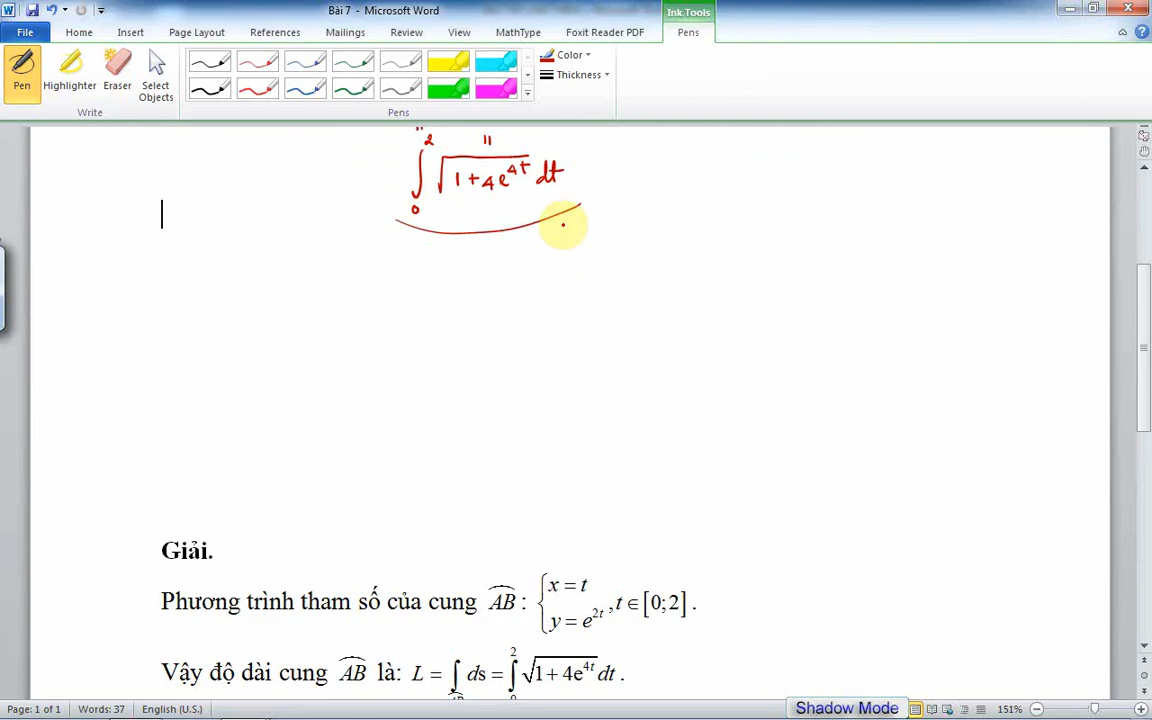 Bài 7 - Microsoft Word
Ink Tools
File Home Insert Page Layout References Mailings Review View MathType Foxit Reader PDF Pens
Pen Highlighter Eraser Select Objects
Color
Thickness
Write Pens
2 "
∫ √1 + 4e^{4t} dt
0
Giải.
Phương trình tham số của cung AB : { x = t
y = e^{2t} , t ∈ [0;2] .
Vậy độ dài cung AB là: L = ∫ ds = ∫_0^2 √1 + 4e^{4t} dt .
Page: 1 of 1 Words: 37 English (U.S.) Shadow Mode 151%